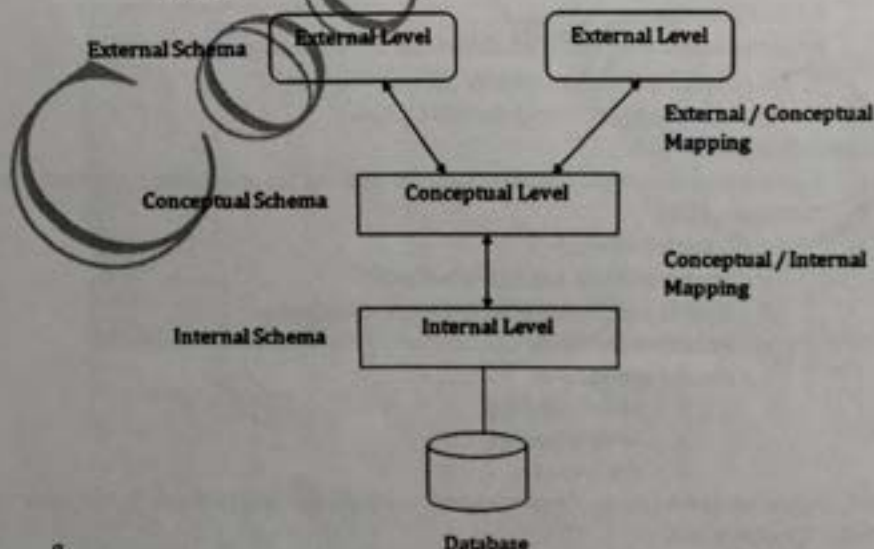 External Schema
External Level
External Level
External / Conceptual
Mapping
Conceptual Schema
Conceptual Level
Conceptual / Internal
Mapping
Internal Schema
Internal Level
Database